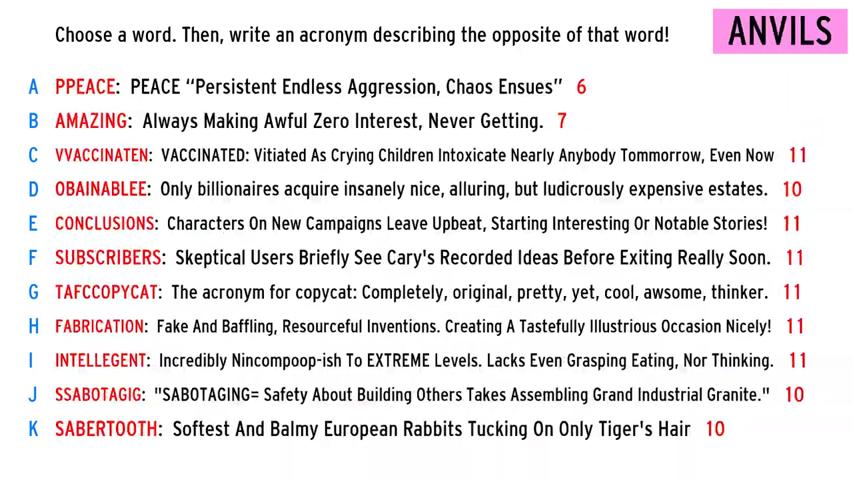 Choose a word. Then, write an acronym describing the opposite of that word!
ANVILS
A PPEACE: PEACE “Persistent Endless Aggression, Chaos Ensues” 6
B AMAZING: Always Making Awful Zero Interest, Never Getting. 7
C VVACCINATEN: VACCINATED: Vitiated As Crying Children Intoxicate Nearly Anybody Tommorrow, Even Now 11
D OBAINABLEE: Only billionaires acquire insanely nice, alluring, but ludicrously expensive estates. 10
E CONCLUSIONS: Characters On New Campaigns Leave Upbeat, Starting Interesting Or Notable Stories! 11
F SUBSCRIBERS: Skeptical Users Briefly See Cary's Recorded Ideas Before Exiting Really Soon. 11
G TAFCCOPYCAT: The acronym for copycat: Completely, original, pretty, yet, cool, awsome, thinker. 11
H FABRICATION: Fake And Baffling, Resourceful Inventions. Creating A Tastefully Illustrious Occasion Nicely! 11
I INTELLEGENT: Incredibly Nincompoop-ish To EXTREME Levels. Lacks Even Grasping Eating, Nor Thinking. 11
J SSABOTAGIG: "SABOTAGING= Safety About Building Others Takes Assembling Grand Industrial Granite." 10
K SABERTOOTH: Softest And Balmy European Rabbits Tucking On Only Tiger's Hair 10